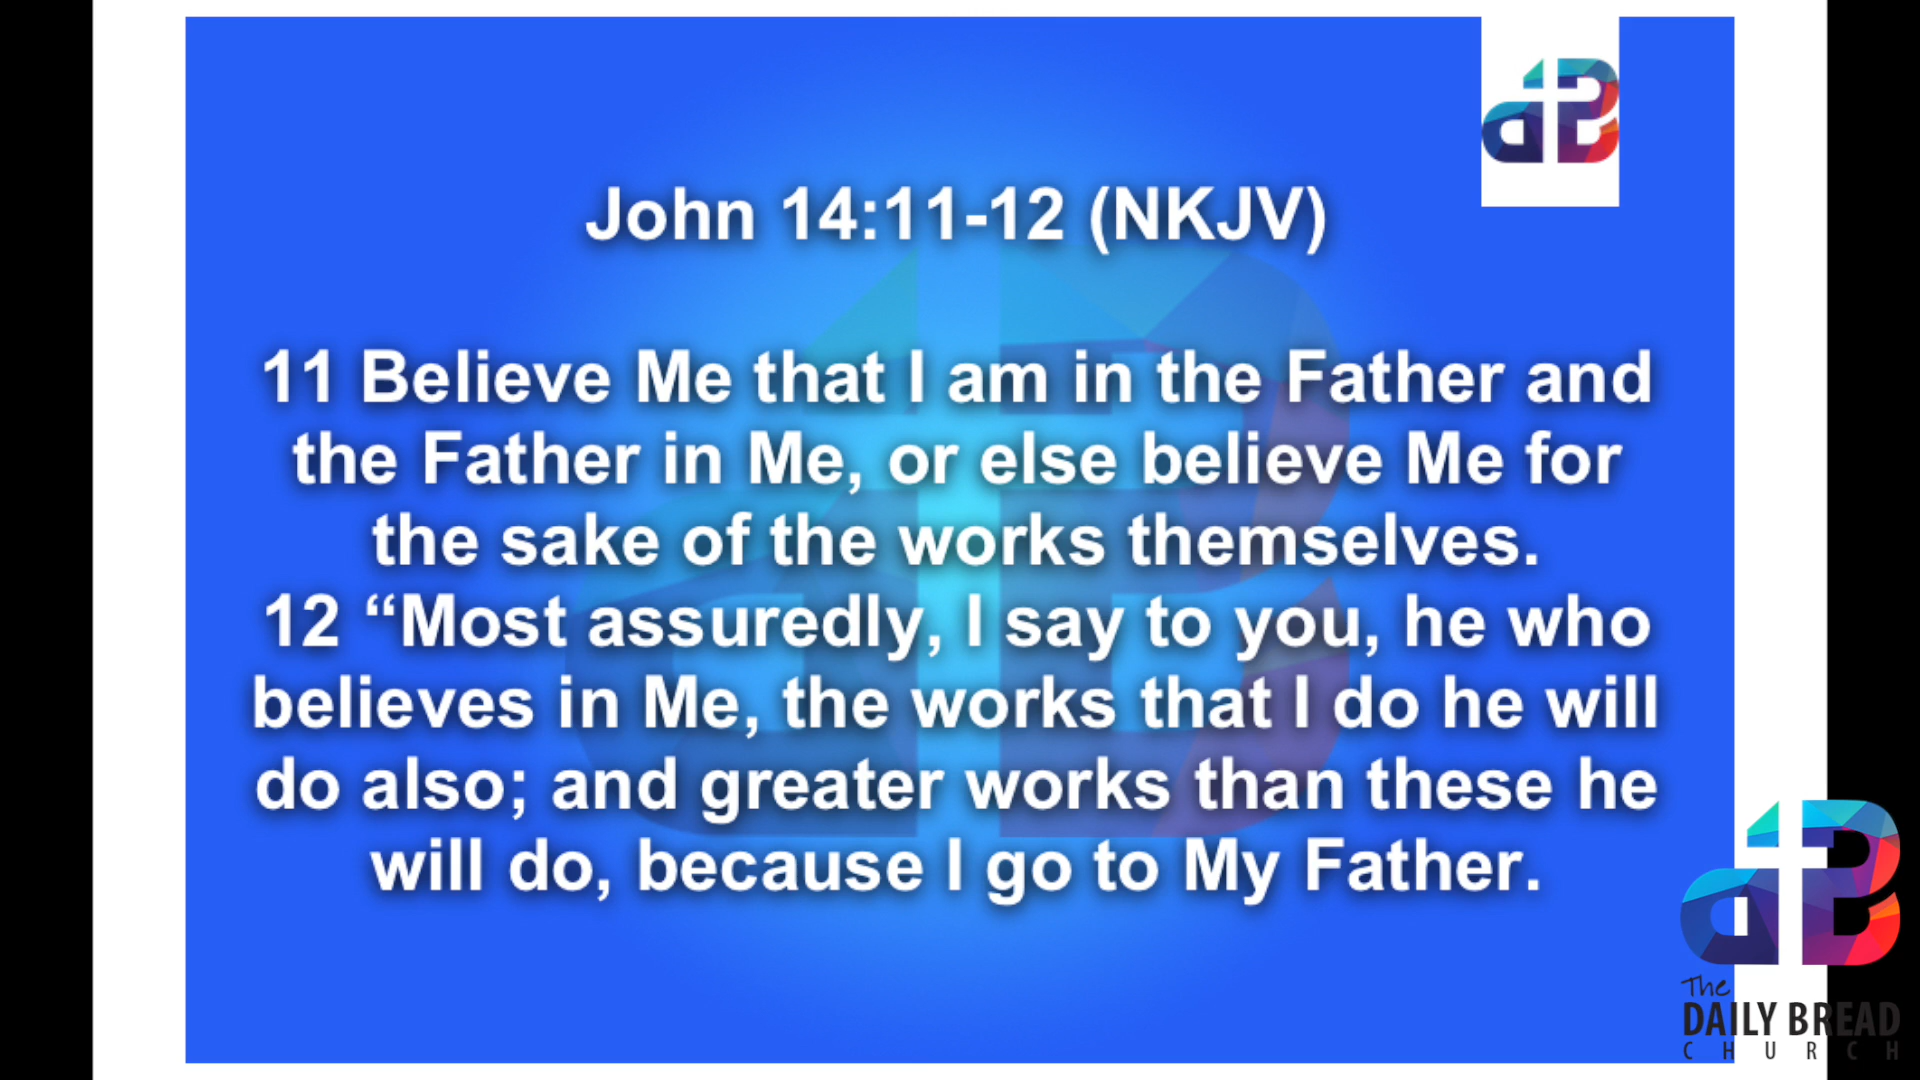 John 14:11-12 (NKJV)
11 Believe Me that I am in the Father and
the Father in Me, or else believe Me for
the sake of the works themselves.
12 “Most assuredly, I say to you, he who
believes in Me, the works that I do he will
do also; and greater works than these he
will do, because I go to My Father.
The
DAILY BREAD
CHURCH